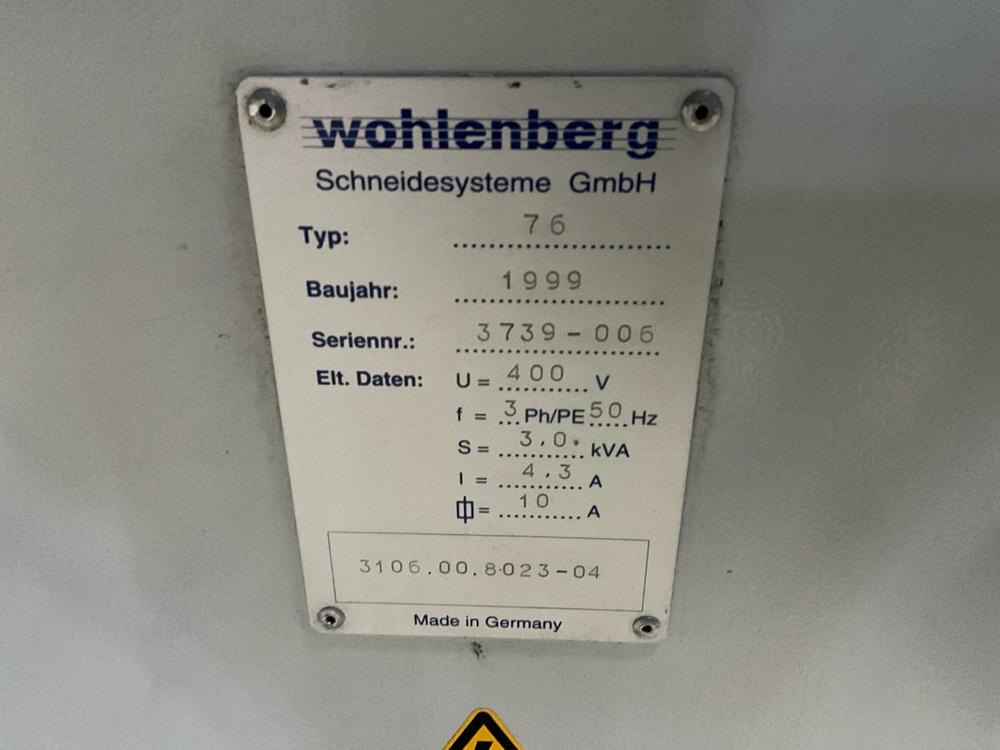 wohlenberg
Schneidesysteme GmbH
Typ: 76
Baujahr: 1999
Seriennr.: 3739-006
Elt. Daten: U = 400 V
f = 3 Ph/PE 50 Hz
S = 3,0 kVA
I = 4,3 A
= 10 A
3106.00.8023-04
Made in Germany